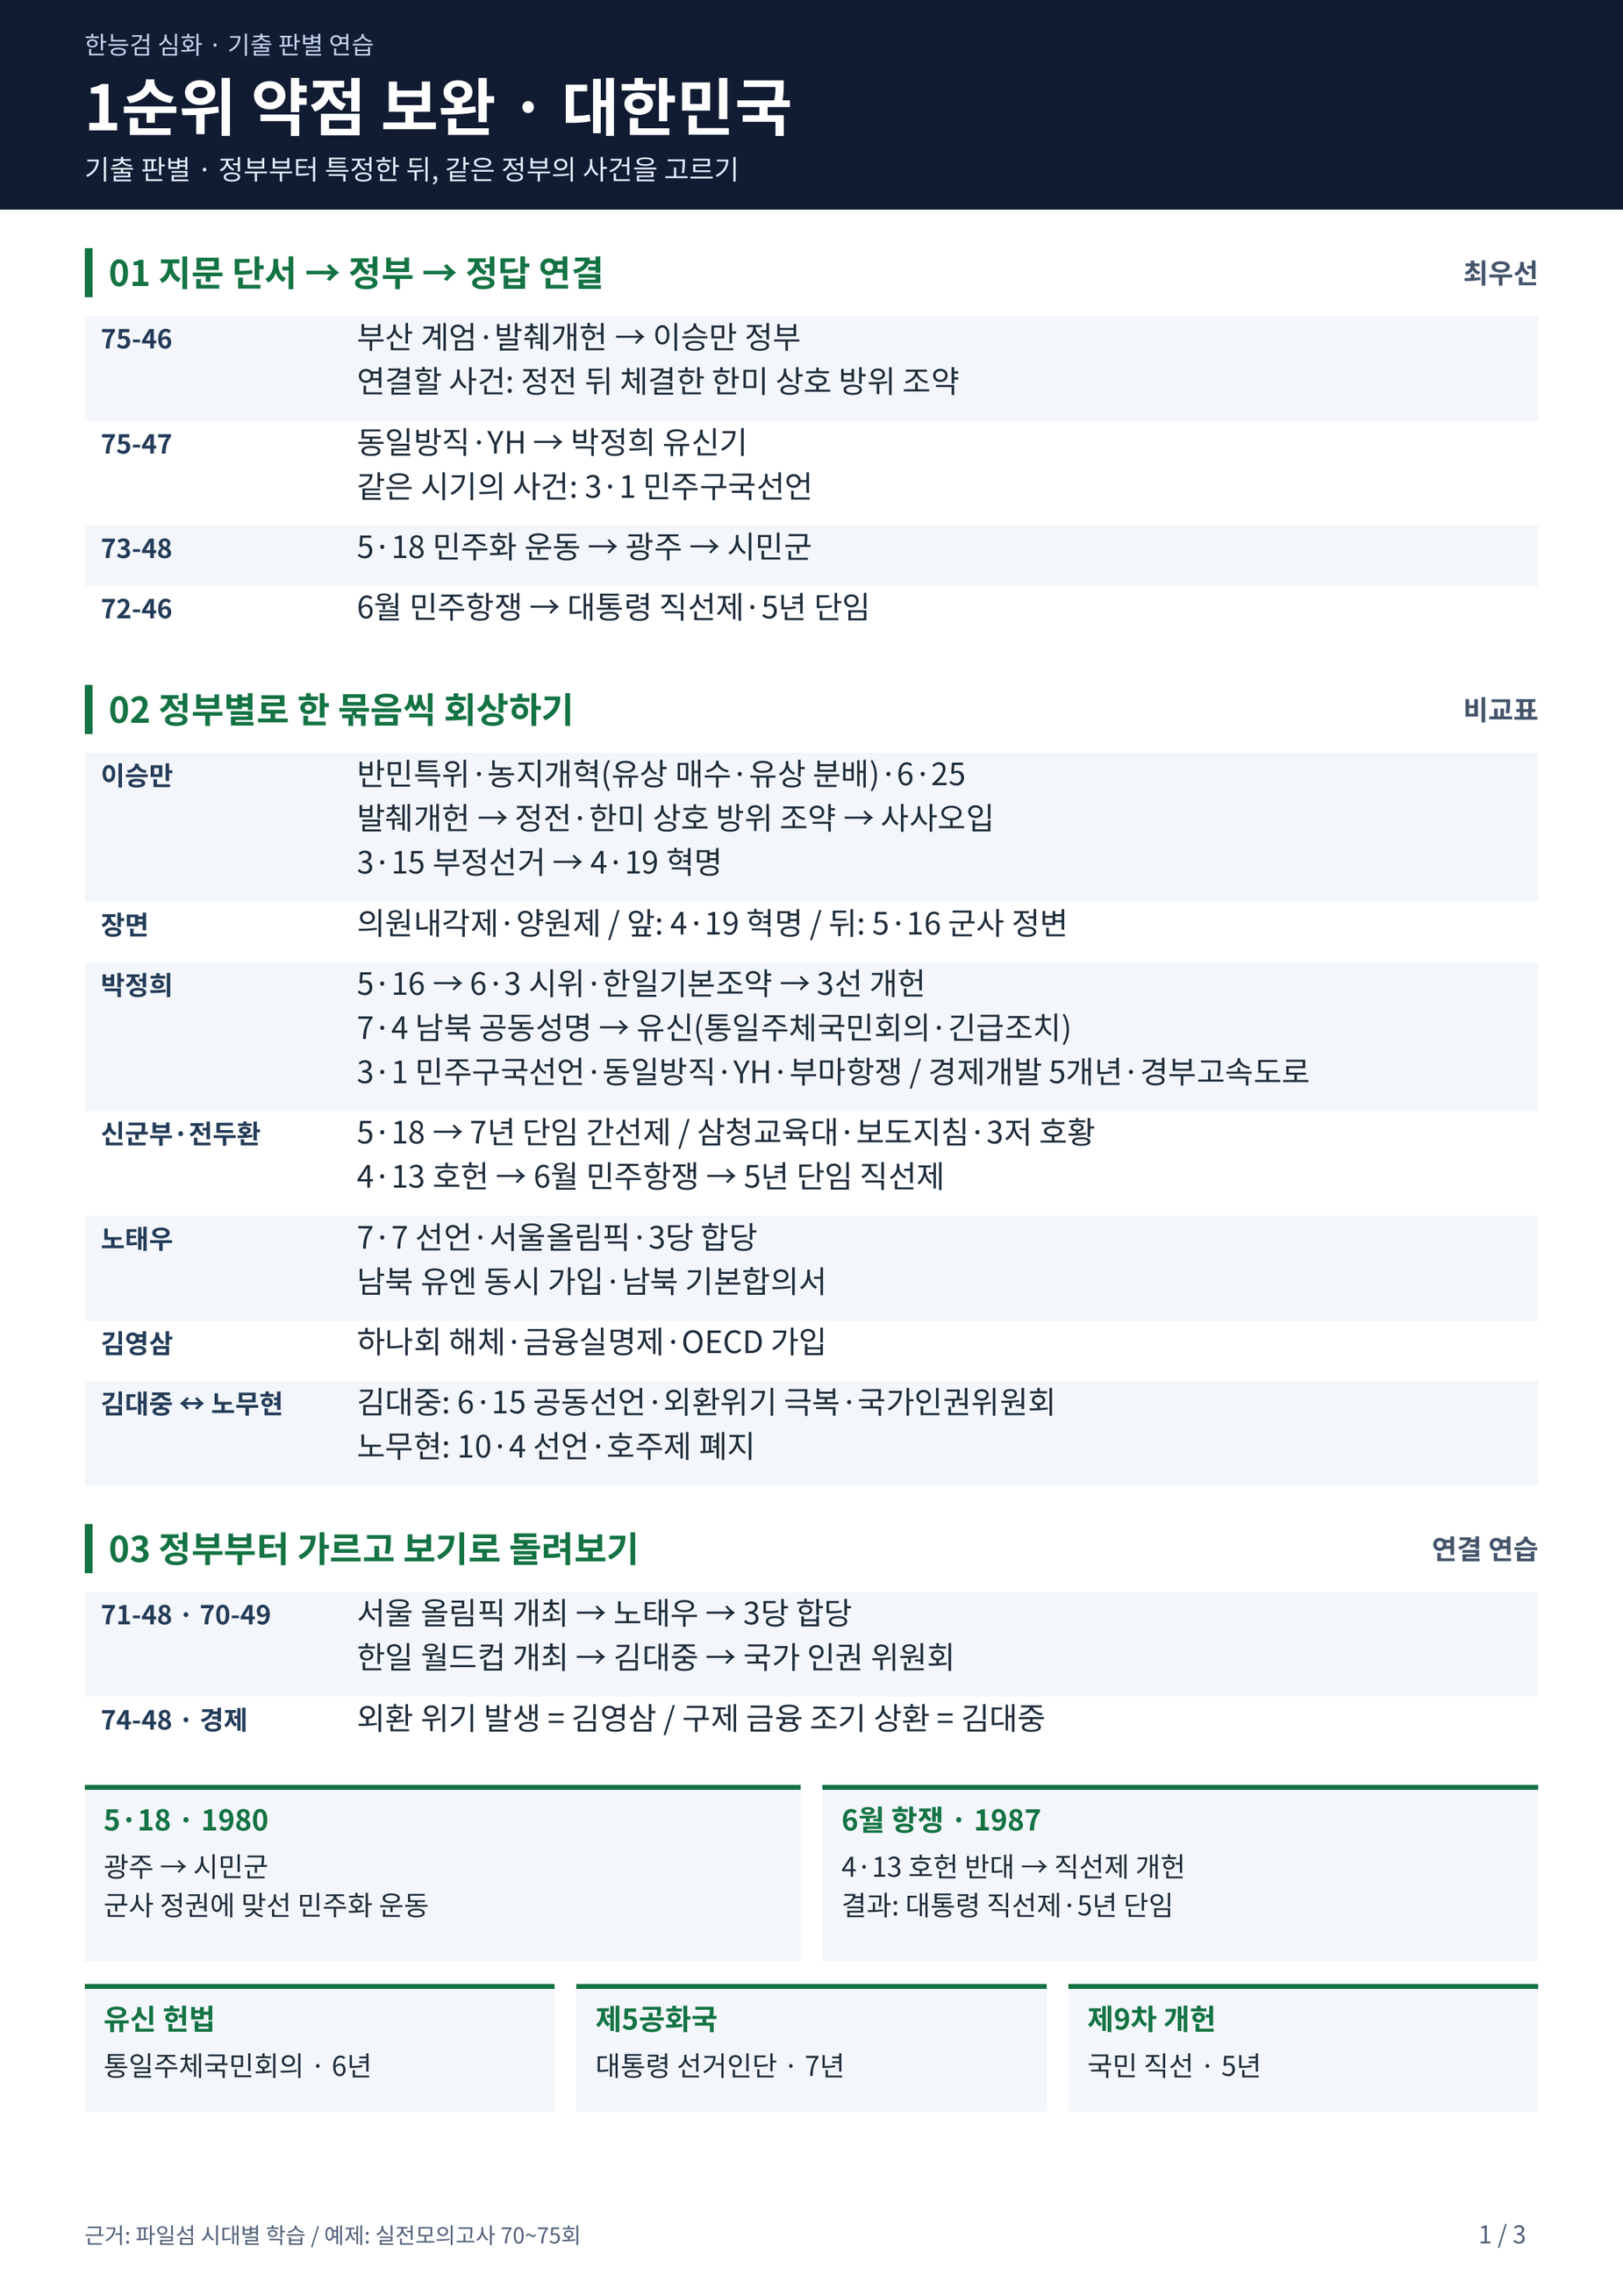 한능검 심화 · 기출 판별 연습
1순위 약점 보완 · 대한민국
기출 판별 · 정부부터 특정한 뒤, 같은 정부의 사건을 고르기
01 지문 단서 → 정부 → 정답 연결
최우선
75-46
부산 계엄·발췌개헌 → 이승만 정부
연결할 사건: 정전 뒤 체결한 한미 상호 방위 조약
75-47
동일방직·YH → 박정희 유신기
같은 시기의 사건: 3·1 민주구국선언
73-48
5·18 민주화 운동 → 광주 → 시민군
72-46
6월 민주항쟁 → 대통령 직선제·5년 단임
02 정부별로 한 묶음씩 회상하기
비교표
이승만
반민특위·농지개혁(유상 매수·유상 분배)·6·25
발췌개헌 → 정전·한미 상호 방위 조약 → 사사오입
3·15 부정선거 → 4·19 혁명
장면
의원내각제·양원제 / 앞: 4·19 혁명 / 뒤: 5·16 군사 정변
박정희
5·16 → 6·3 시위·한일기본조약 → 3선 개헌
7·4 남북 공동성명 → 유신(통일주체국민회의·긴급조치)
3·1 민주구국선언·동일방직·YH·부마항쟁 / 경제개발 5개년·경부고속도로
신군부·전두환
5·18 → 7년 단임 간선제 / 삼청교육대·보도지침·3저 호황
4·13 호헌 → 6월 민주항쟁 → 5년 단임 직선제
노태우
7·7 선언·서울올림픽·3당 합당
남북 유엔 동시 가입·남북 기본합의서
김영삼
하나회 해체·금융실명제·OECD 가입
김대중 ↔ 노무현
김대중: 6·15 공동선언·외환위기 극복·국가인권위원회
노무현: 10·4 선언·호주제 폐지
03 정부부터 가르고 보기로 돌려보기
연결 연습
71-48 · 70-49
서울 올림픽 개최 → 노태우 → 3당 합당
한일 월드컵 개최 → 김대중 → 국가 인권 위원회
74-48 · 경제
외환 위기 발생 = 김영삼 / 구제 금융 조기 상환 = 김대중
5·18 · 1980
광주 → 시민군
군사 정권에 맞선 민주화 운동
6월 항쟁 · 1987
4·13 호헌 반대 → 직선제 개헌
결과: 대통령 직선제·5년 단임
유신 헌법
통일주체국민회의 · 6년
제5공화국
대통령 선거인단 · 7년
제9차 개헌
국민 직선 · 5년
근거: 파일섬 시대별 학습 / 예제: 실전모의고사 70~75회
1 / 3